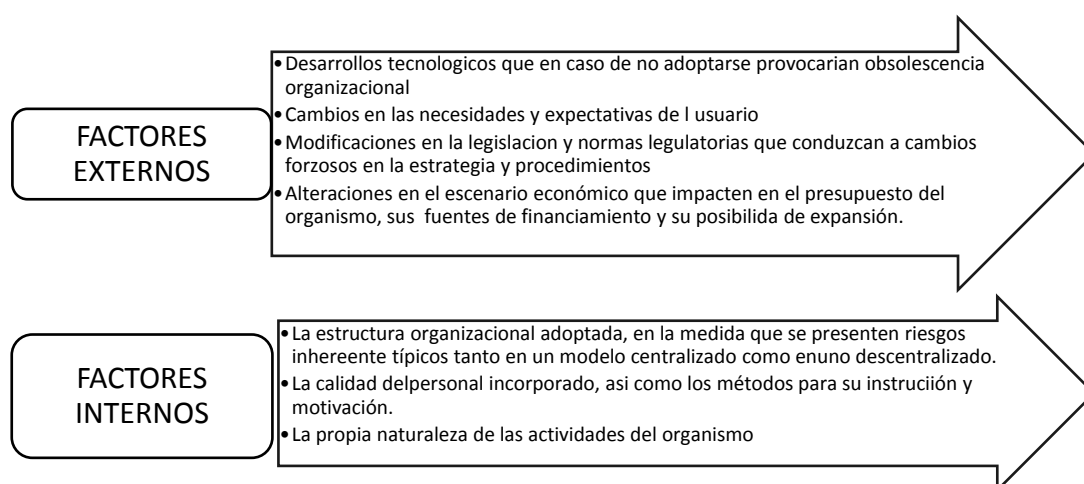 FACTORES
EXTERNOS
•Desarrollos tecnologicos que en caso de no adoptarse provocarian obsolescencia
organizacional
•Cambios en las necesidades y expectativas de l usuario
•Modificaciones en la legislacion y normas legulatorias que conduzcan a cambios
forzosos en la estrategia y procedimientos
•Alteraciones en el escenario económico que impacten en el presupuesto del
organismo, sus fuentes de financiamiento y su posibilida de expansión.
FACTORES
INTERNOS
•La estructura organizacional adoptada, en la medida que se presenten riesgos
inhereente típicos tanto en un modelo centralizado como enuno descentralizado.
•La calidad delpersonal incorporado, asi como los métodos para su instruciión y
motivación.
•La propia naturaleza de las actividades del organismo